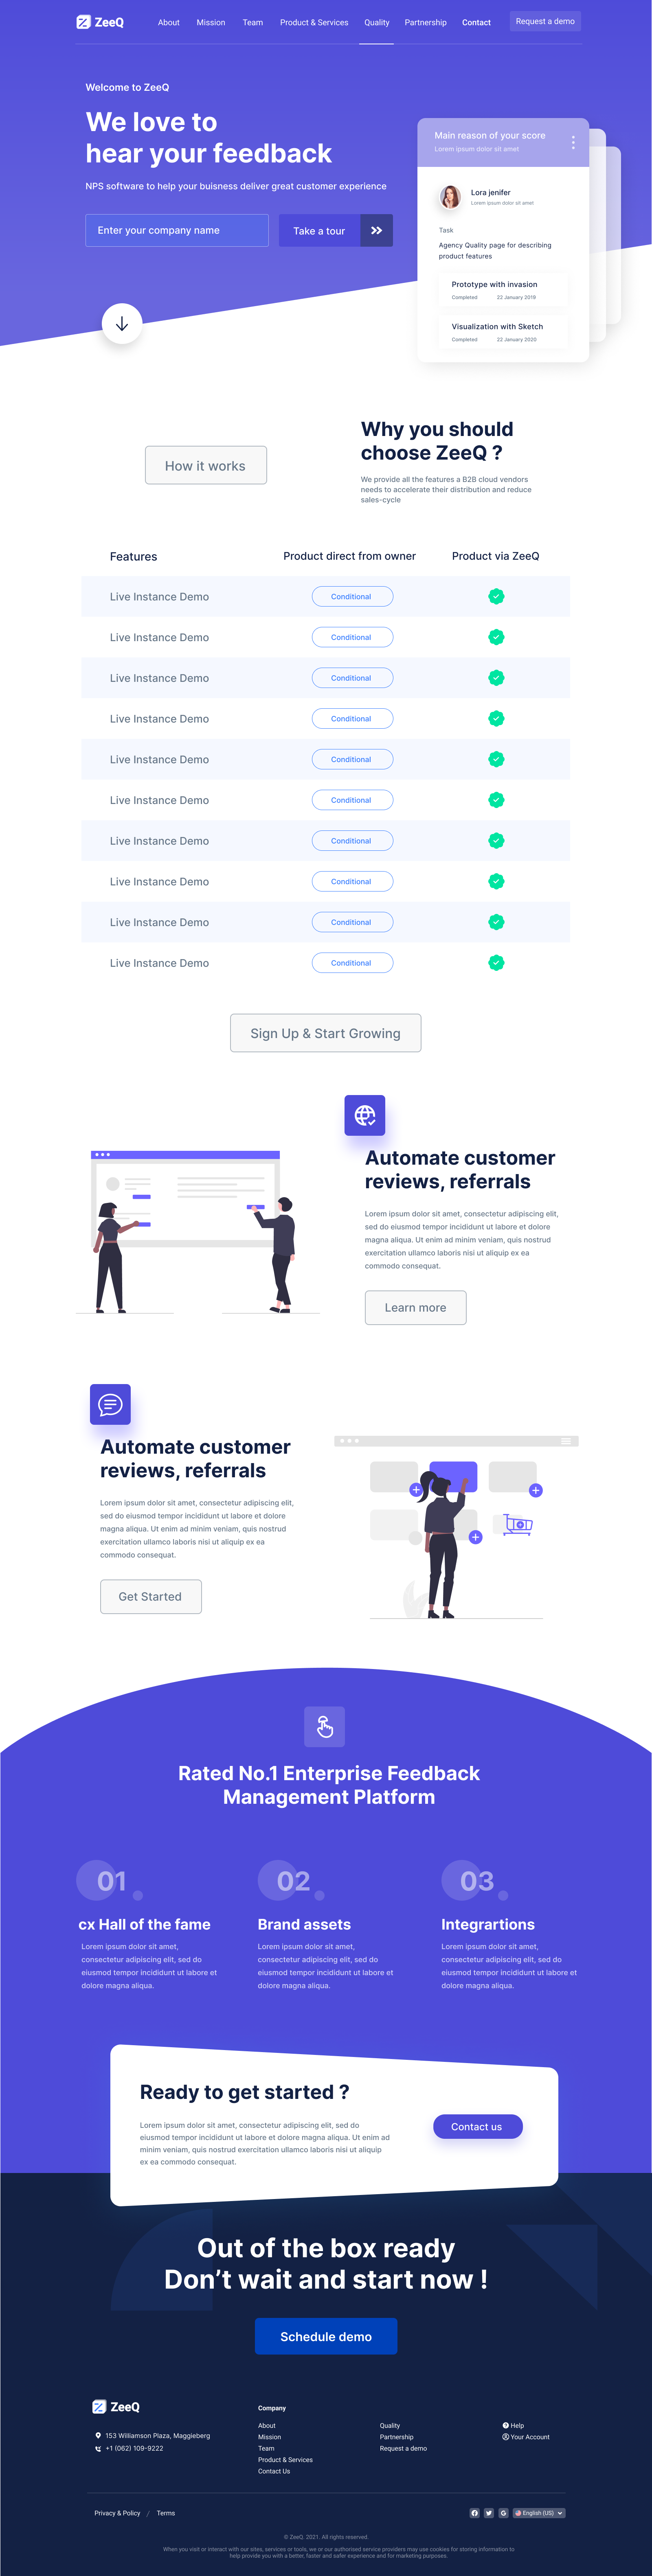 ZeeQ
About Mission Team Product & Services Quality Partnership Contact Request a demo
Welcome to ZeeQ
We love to
hear your feedback
NPS software to help your buisness deliver great customer experience
Enter your company name
Take a tour
Main reason of your score
Lorem ipsum dolor sit amet
Lora jenifer
Lorem ipsum dolor sit amet
Task
Agency Quality page for describing
product features
Prototype with invasion
Completed 22 January 2019
Visualization with Sketch
Completed 22 January 2020
How it works
Why you should
choose ZeeQ ?
We provide all the features a B2B cloud vendors
needs to accelerate their distribution and reduce
sales-cycle
Features Product direct from owner Product via ZeeQ
Live Instance Demo Conditional
Live Instance Demo Conditional
Live Instance Demo Conditional
Live Instance Demo Conditional
Live Instance Demo Conditional
Live Instance Demo Conditional
Live Instance Demo Conditional
Live Instance Demo Conditional
Live Instance Demo Conditional
Live Instance Demo Conditional
Sign Up & Start Growing
Automate customer
reviews, referrals
Lorem ipsum dolor sit amet, consectetur adipiscing elit,
sed do eiusmod tempor incididunt ut labore et dolore
magna aliqua. Ut enim ad minim veniam, quis nostrud
exercitation ullamco laboris nisi ut aliquip ex ea
commodo consequat.
Learn more
Automate customer
reviews, referrals
Lorem ipsum dolor sit amet, consectetur adipiscing elit,
sed do eiusmod tempor incididunt ut labore et dolore
magna aliqua. Ut enim ad minim veniam, quis nostrud
exercitation ullamco laboris nisi ut aliquip ex ea
commodo consequat.
Get Started
Rated No.1 Enterprise Feedback
Management Platform
01
cx Hall of the fame
Lorem ipsum dolor sit amet,
consectetur adipiscing elit, sed do
eiusmod tempor incididunt ut labore et
dolore magna aliqua.
02
Brand assets
Lorem ipsum dolor sit amet,
consectetur adipiscing elit, sed do
eiusmod tempor incididunt ut labore et
dolore magna aliqua.
03
Integrartions
Lorem ipsum dolor sit amet,
consectetur adipiscing elit, sed do
eiusmod tempor incididunt ut labore et
dolore magna aliqua.
Ready to get started ?
Lorem ipsum dolor sit amet, consectetur adipiscing elit, sed do
eiusmod tempor incididunt ut labore et dolore magna aliqua. Ut enim ad
minim veniam, quis nostrud exercitation ullamco laboris nisi ut aliquip
ex ea commodo consequat.
Contact us
Out of the box ready
Don't wait and start now !
Schedule demo
ZeeQ
153 Williamson Plaza, Maggieberg
+1 (062) 109-9222
Company
About
Mission
Team
Product & Services
Contact Us
Quality
Partnership
Request a demo
Help
Your Account
Privacy & Policy / Terms
English (US)
© ZeeQ. 2021. All rights reserved.
When you visit or interact with our sites, services or tools, we or our authorised service providers may use cookies for storing information to
help provide you with a better, faster and safer experience and for marketing purposes.